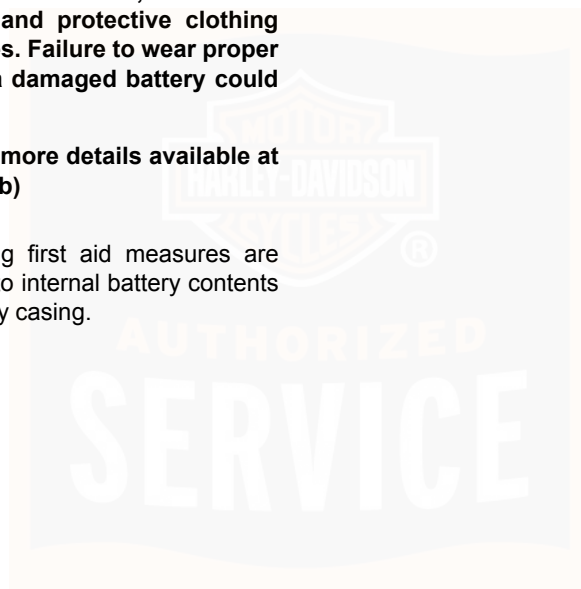 and protective clothing
s. Failure to wear proper
damaged battery could
more details available at
b)
g first aid measures are
o internal battery contents
y casing.
MOTOR
HARLEY-DAVIDSON
CYCLES
®
AUTHORIZED
SERVICE